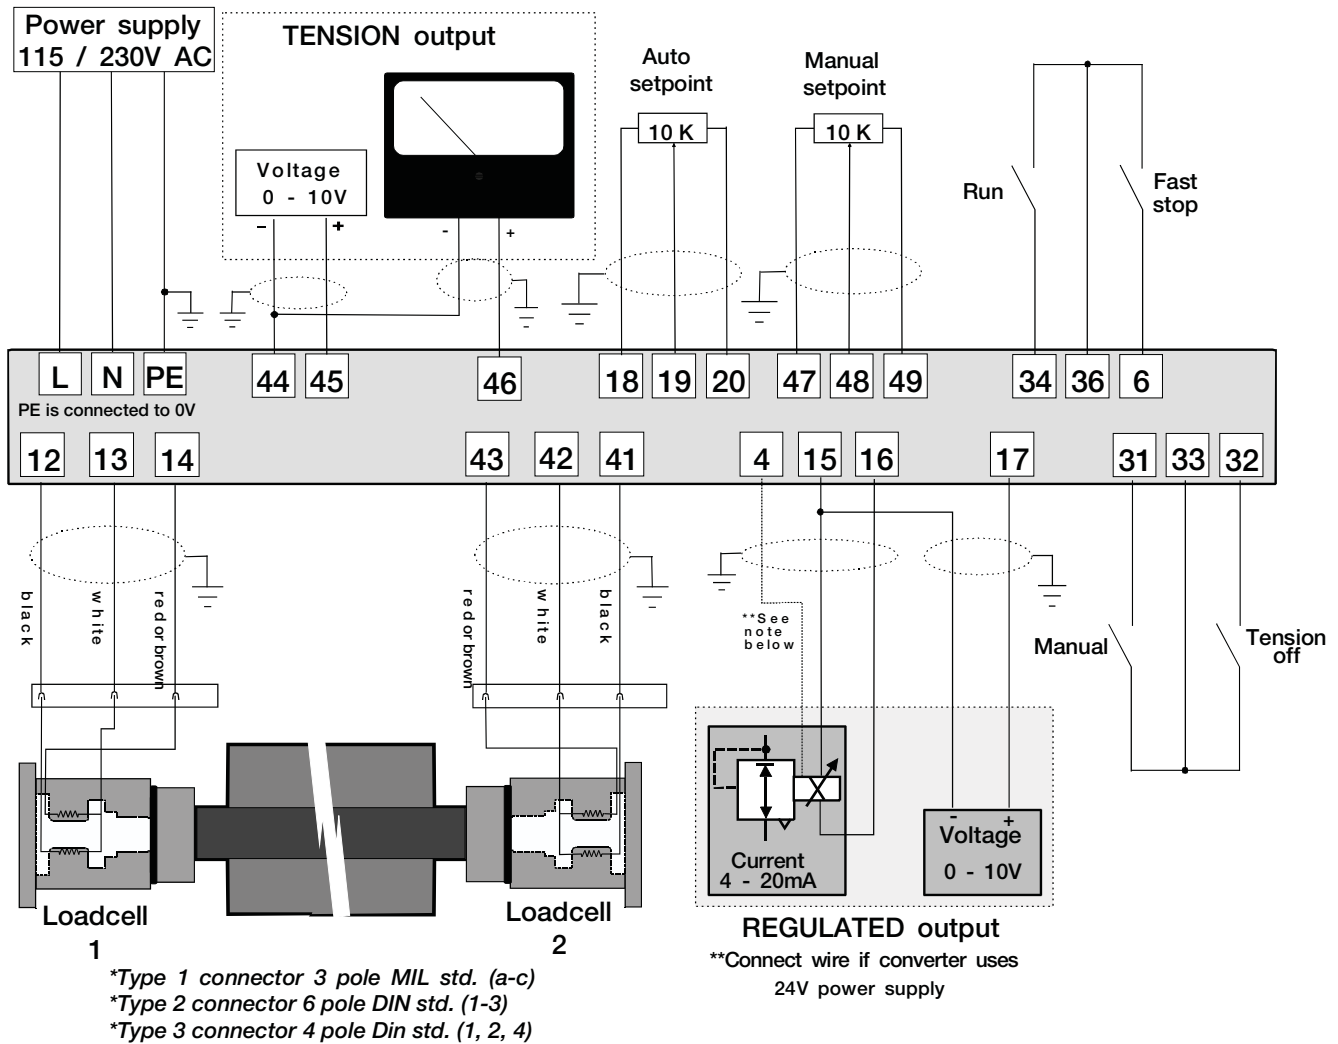 Power supply
115 / 230V AC
TENSION output
Voltage
0 - 10V
- +
- +
Auto
setpoint
10 K
Manual
setpoint
10 K
Run
Fast
stop
L N PE 44 45 46 18 19 20 47 48 49 34 36 6
PE is connected to 0V
12 13 14 43 42 41 4 15 16 17 31 33 32
black
white
red or brown
red or brown
white
black
**See
note
below
Manual
Tension
off
Current
4 - 20mA
- +
Voltage
0 - 10V
Loadcell
1
Loadcell
2
REGULATED output
**Connect wire if converter uses
24V power supply
*Type 1 connector 3 pole MIL std. (a-c)
*Type 2 connector 6 pole DIN std. (1-3)
*Type 3 connector 4 pole Din std. (1, 2, 4)